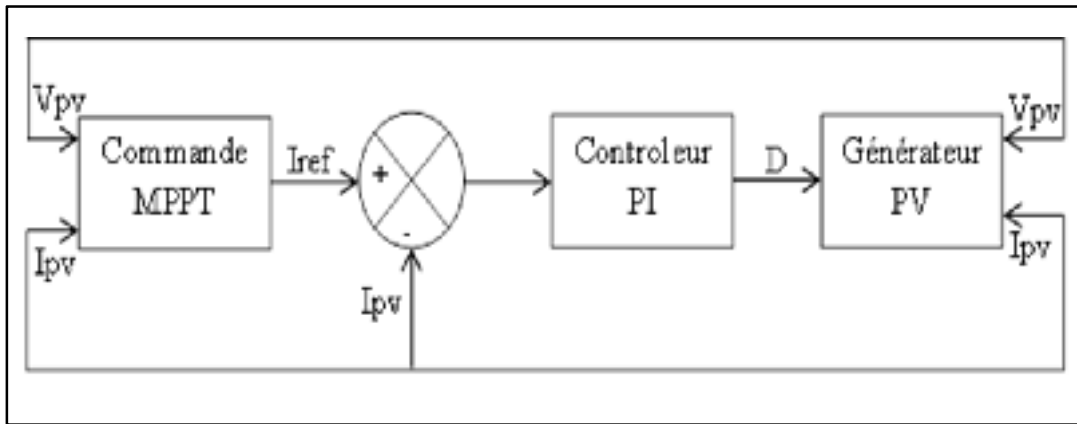 Vpv
Commande
MPPT
Ipv
Iref
+
-
Ipv
Controleur
PI
D
Générateur
PV
Vpv
Ipv